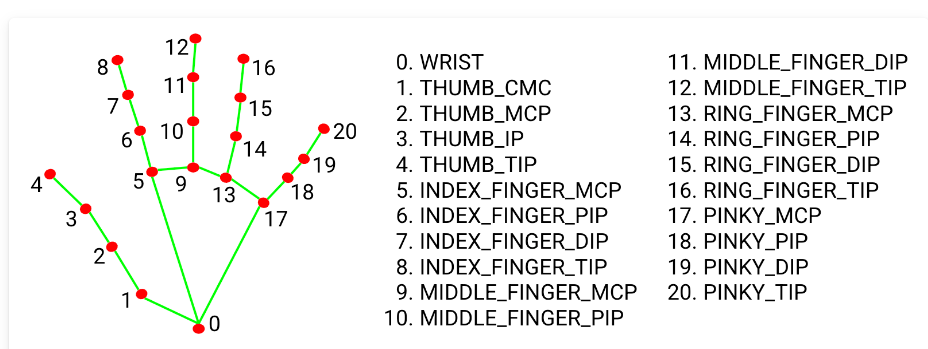 12
8
16
11
7
15
10
6
14
20
19
4
5
9
13
18
3
17
2
1
0
0. WRIST
1. THUMB_CMC
2. THUMB_MCP
3. THUMB_IP
4. THUMB_TIP
5. INDEX_FINGER_MCP
6. INDEX_FINGER_PIP
7. INDEX_FINGER_DIP
8. INDEX_FINGER_TIP
9. MIDDLE_FINGER_MCP
10. MIDDLE_FINGER_PIP
11. MIDDLE_FINGER_DIP
12. MIDDLE_FINGER_TIP
13. RING_FINGER_MCP
14. RING_FINGER_PIP
15. RING_FINGER_DIP
16. RING_FINGER_TIP
17. PINKY_MCP
18. PINKY_PIP
19. PINKY_DIP
20. PINKY_TIP